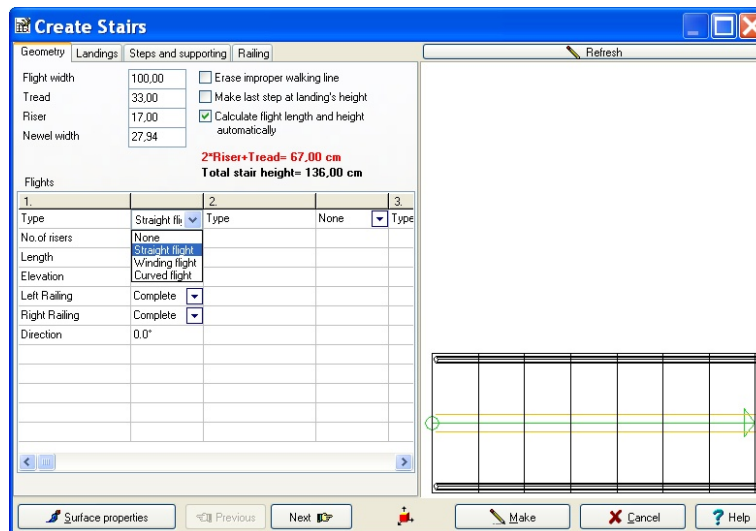 Create Stairs
Geometry Landings Steps and supporting Railing
Refresh
Flight width 100,00 Erase improper walking line
Tread 33,00 Make last step at landing's height
Riser 17,00 Calculate flight length and height automatically
Newel width 27,94
2*Riser+Tread= 67,00 cm
Total stair height= 136,00 cm
Flights
1. 2. 3.
Type Straight fli Type None Type
No.of risers None
Straight flight
Length Winding flight
Elevation Curved flight
Left Railing Complete
Right Railing Complete
Direction 0.0°
Surface properties Previous Next Make Cancel Help